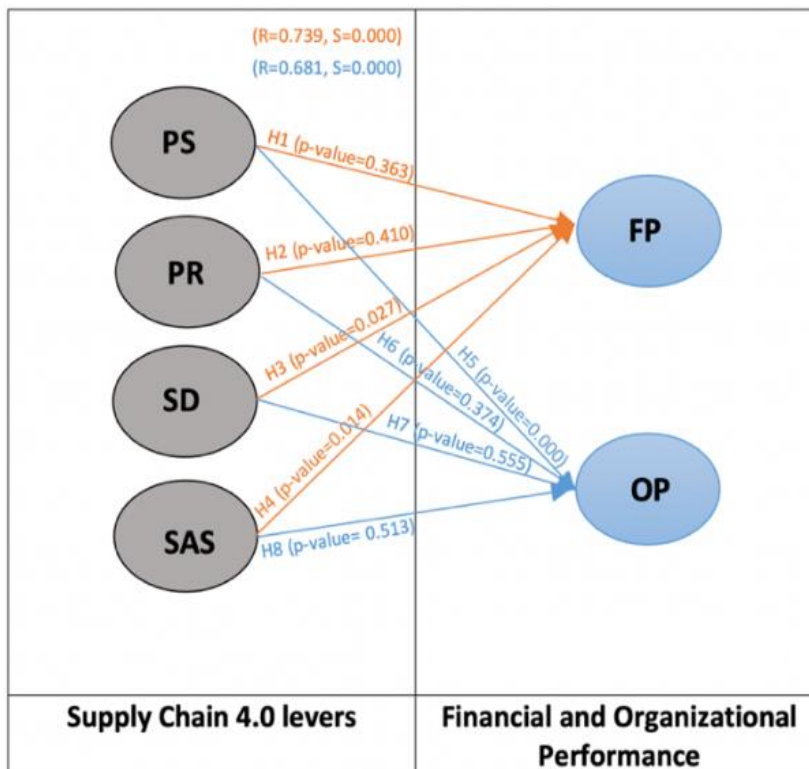 (R=0.739, S=0.000)
(R=0.681, S=0.000)
PS
H1 (p-value=0.363)
FP
H2 (p-value=0.410)
PR
H3 (p-value=0.027)
H6 (p-value=0.374)
H5 (p-value=0.000)
SD
H7 (p-value=0.555)
H4 (p-value=0.014)
OP
SAS
H8 (p-value= 0.513)
Supply Chain 4.0 levers
Financial and Organizational
Performance